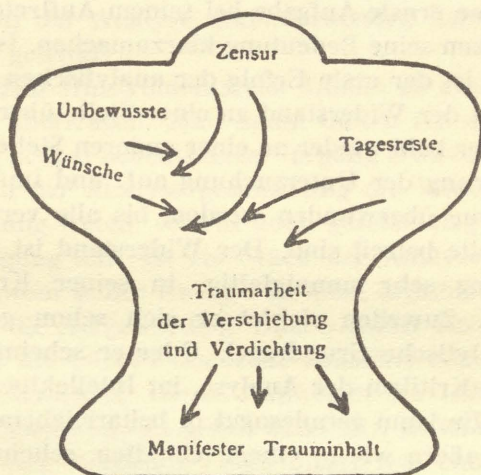 Zensur
Unbewusste
Wünsche
Tagesreste
Traumarbeit
der Verschiebung
und Verdichtung
Manifester Trauminhalt